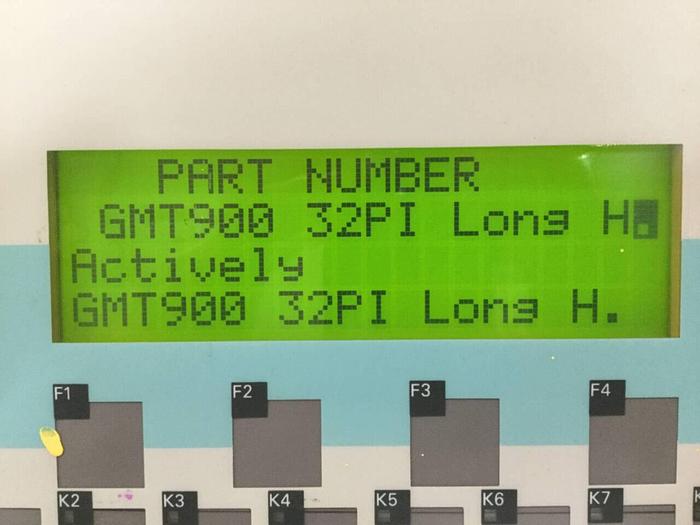 PART NUMBER
GMT900 32PI Long H.
Actively
GMT900 32PI Long H.
F1 F2 F3 F4
K2 K3 K4 K5 K6 K7